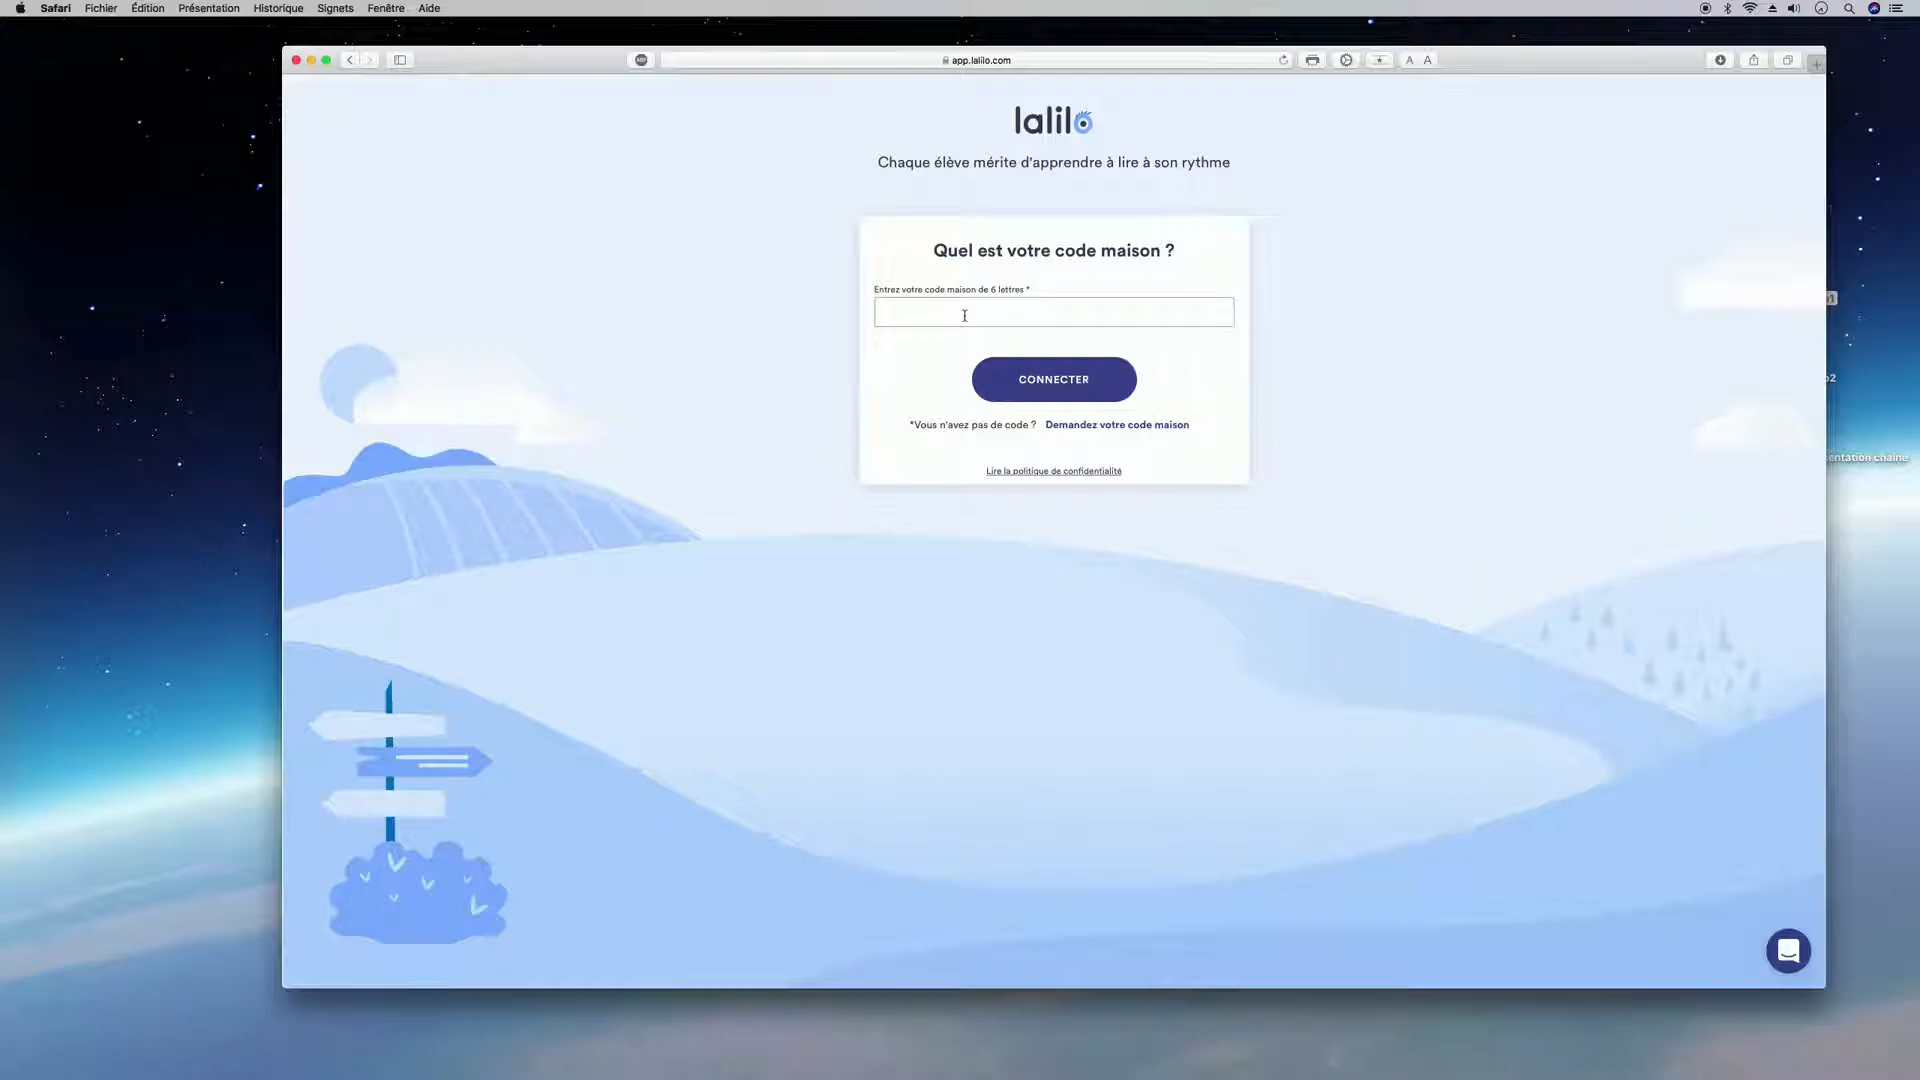 Safari Fichier Édition Présentation Historique Signets Fenêtre Aide
app.lalilo.com
A A
lalilo
Chaque élève mérite d'apprendre à lire à son rythme
Quel est votre code maison ?
Entrez votre code maison de 6 lettres *
CONNECTER
*Vous n'avez pas de code ? Demandez votre code maison
Lire la politique de confidentialité
entation chaine